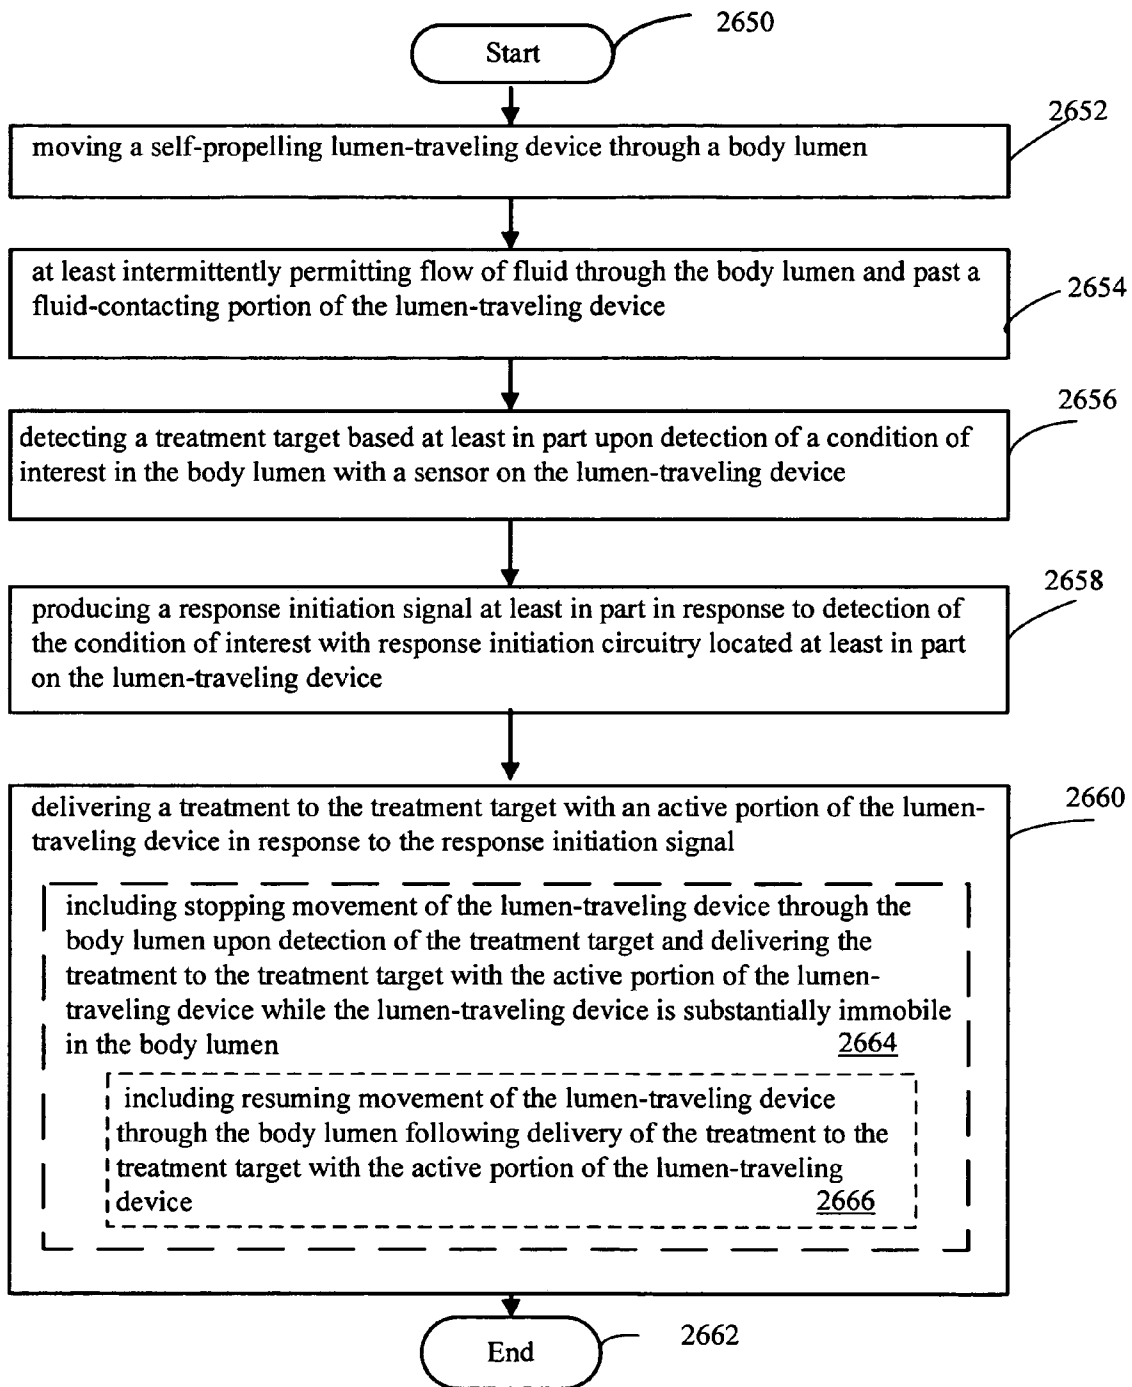 2650
Start
2652
moving a self-propelling lumen-traveling device through a body lumen
at least intermittently permitting flow of fluid through the body lumen and past a
fluid-contacting portion of the lumen-traveling device
2654
2656
detecting a treatment target based at least in part upon detection of a condition of
interest in the body lumen with a sensor on the lumen-traveling device
2658
producing a response initiation signal at least in part in response to detection of
the condition of interest with response initiation circuitry located at least in part
on the lumen-traveling device
2660
delivering a treatment to the treatment target with an active portion of the lumen-
traveling device in response to the response initiation signal
including stopping movement of the lumen-traveling device through the
body lumen upon detection of the treatment target and delivering the
treatment to the treatment target with the active portion of the lumen-
traveling device while the lumen-traveling device is substantially immobile
in the body lumen 2664
including resuming movement of the lumen-traveling device
through the body lumen following delivery of the treatment to the
treatment target with the active portion of the lumen-traveling
device 2666
2662
End